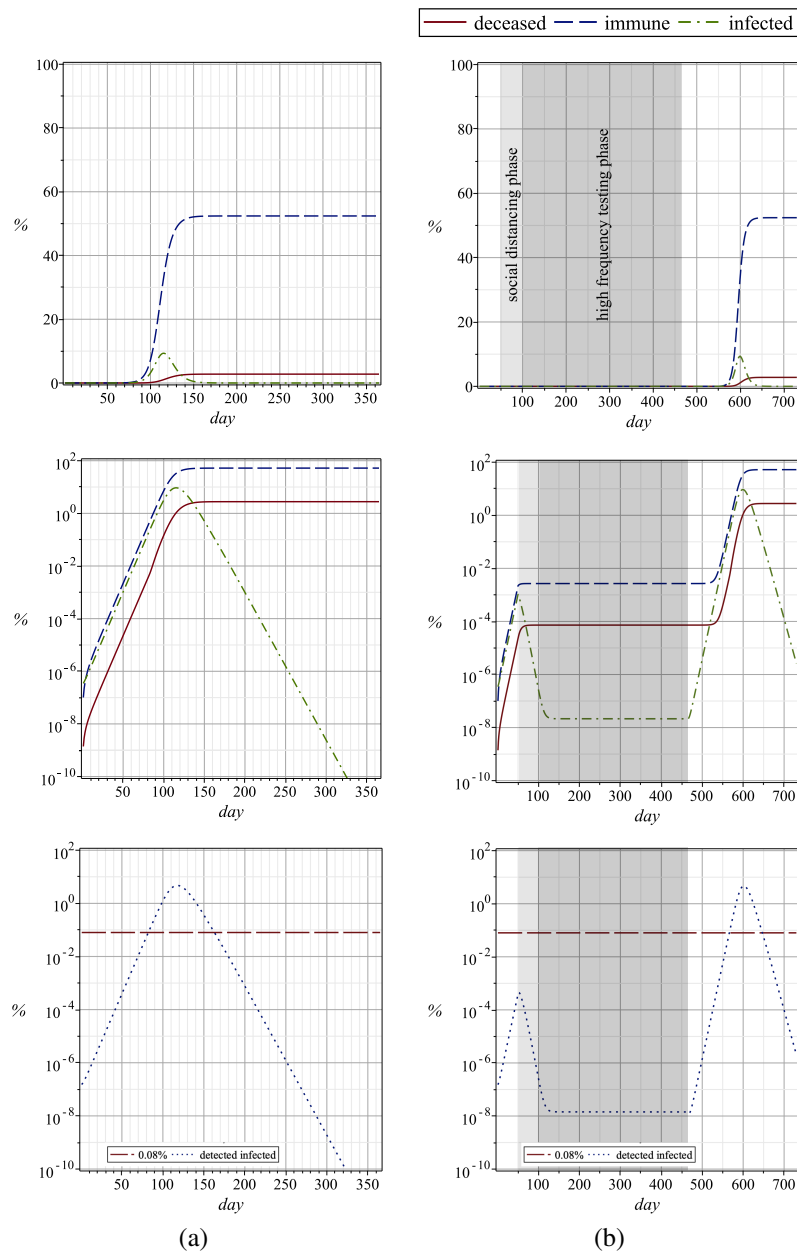 deceased immune infected
100
80
60
%
40
20
0
50 100 150 200 250 300 350
day
100
80
60
%
40
20
0
social distancing phase
high frequency testing phase
100 200 300 400 500 600 700
day
10^2
10^0
10^-2
%
10^-4
10^-6
10^-8
10^-10
50 100 150 200 250 300 350
day
10^2
10^0
10^-2
%
10^-4
10^-6
10^-8
10^-10
100 200 300 400 500 600 700
day
10^2
10^0
10^-2
%
10^-4
10^-6
10^-8
10^-10
0.08% detected infected
50 100 150 200 250 300 350
day
10^2
10^0
10^-2
%
10^-4
10^-6
10^-8
10^-10
0.08% detected infected
100 200 300 400 500 600 700
day
(a)
(b)